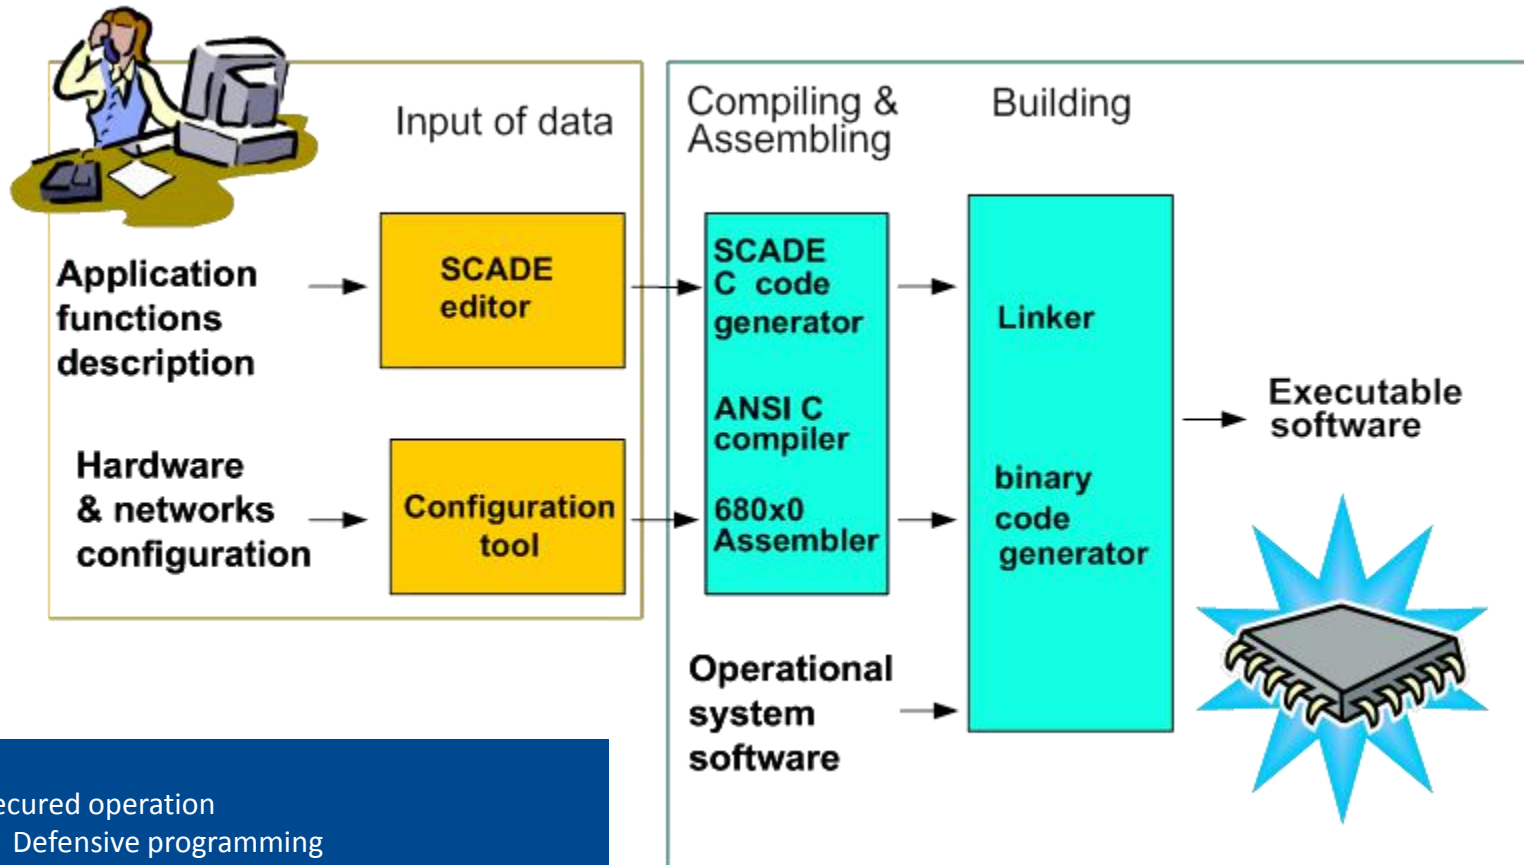 Input of data
Compiling &
Assembling
Building
Application
functions
description
SCADE
editor
SCADE
C code
generator
Linker
ANSI C
compiler
Executable
software
Hardware
& networks
configuration
Configuration
tool
680x0
Assembler
binary
code
generator
Operational
system
software
operation
Defensive programming